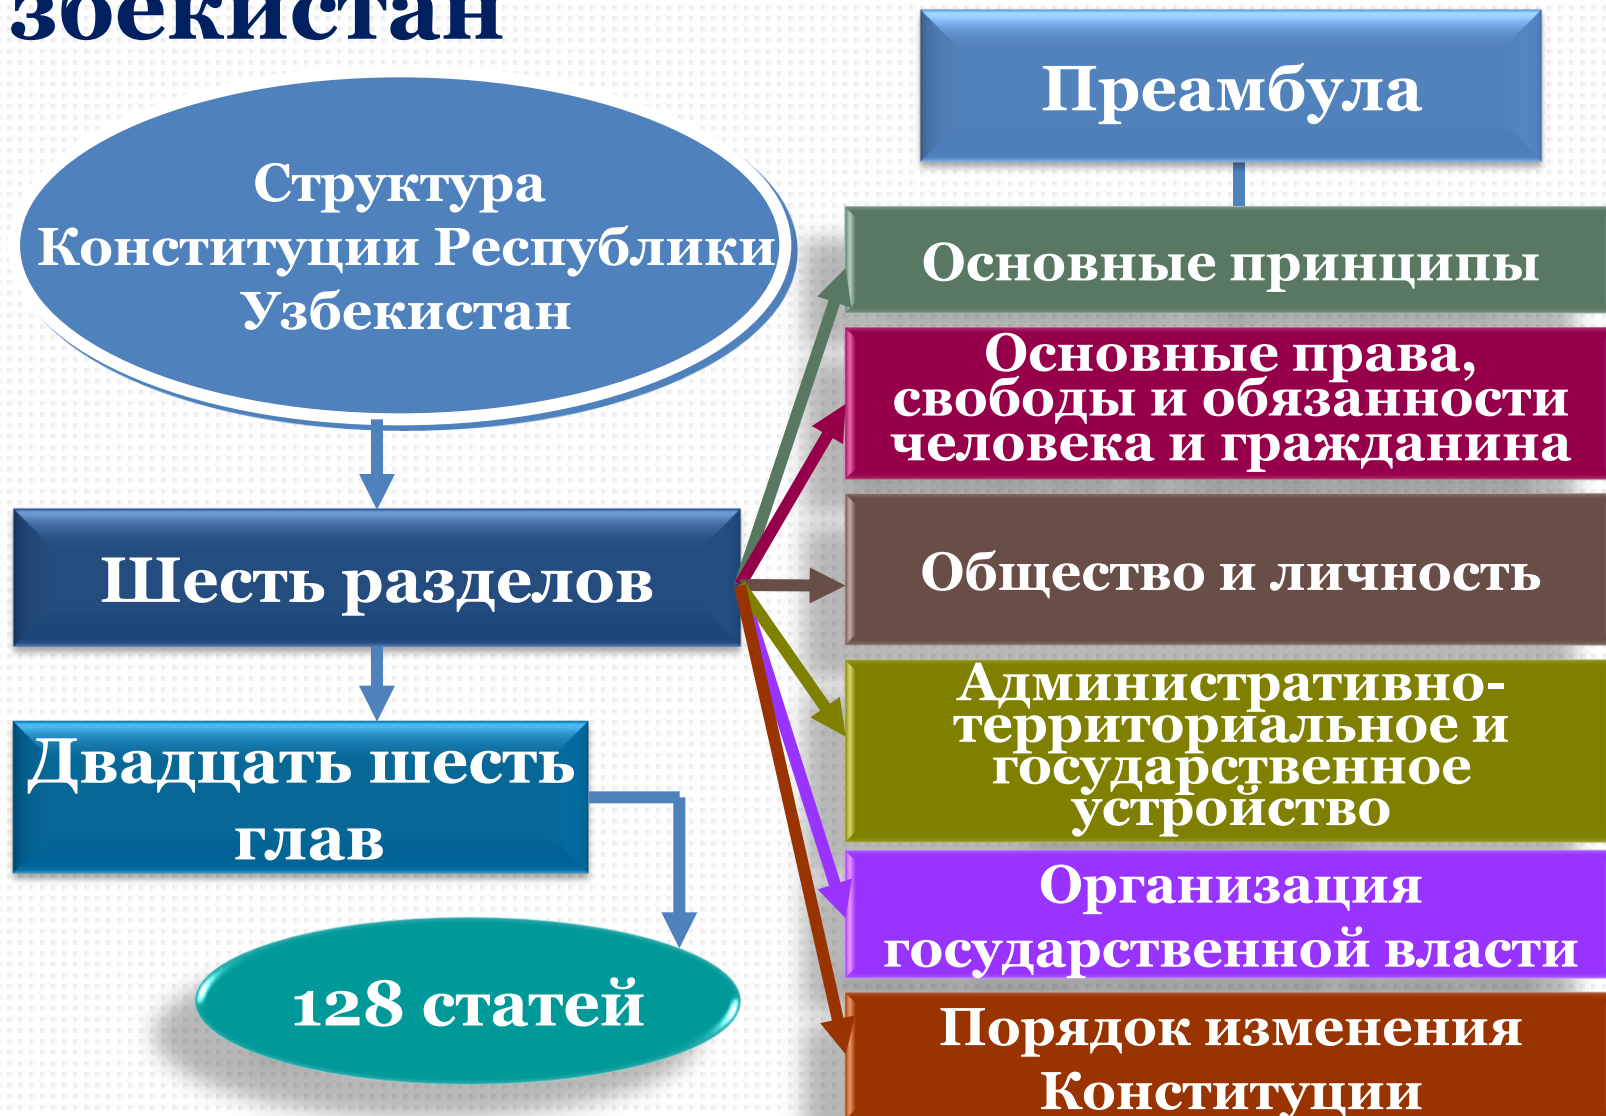 збекистан
Структура
Конституции Республики
Узбекистан
Шесть разделов
Двадцать шесть
глав
128 статей
Преамбула
Основные принципы
Основные права,
свободы и обязанности
человека и гражданина
Общество и личность
Административно-
территориальное и
государственное
устройство
Организация
государственной власти
Порядок изменения
Конституции